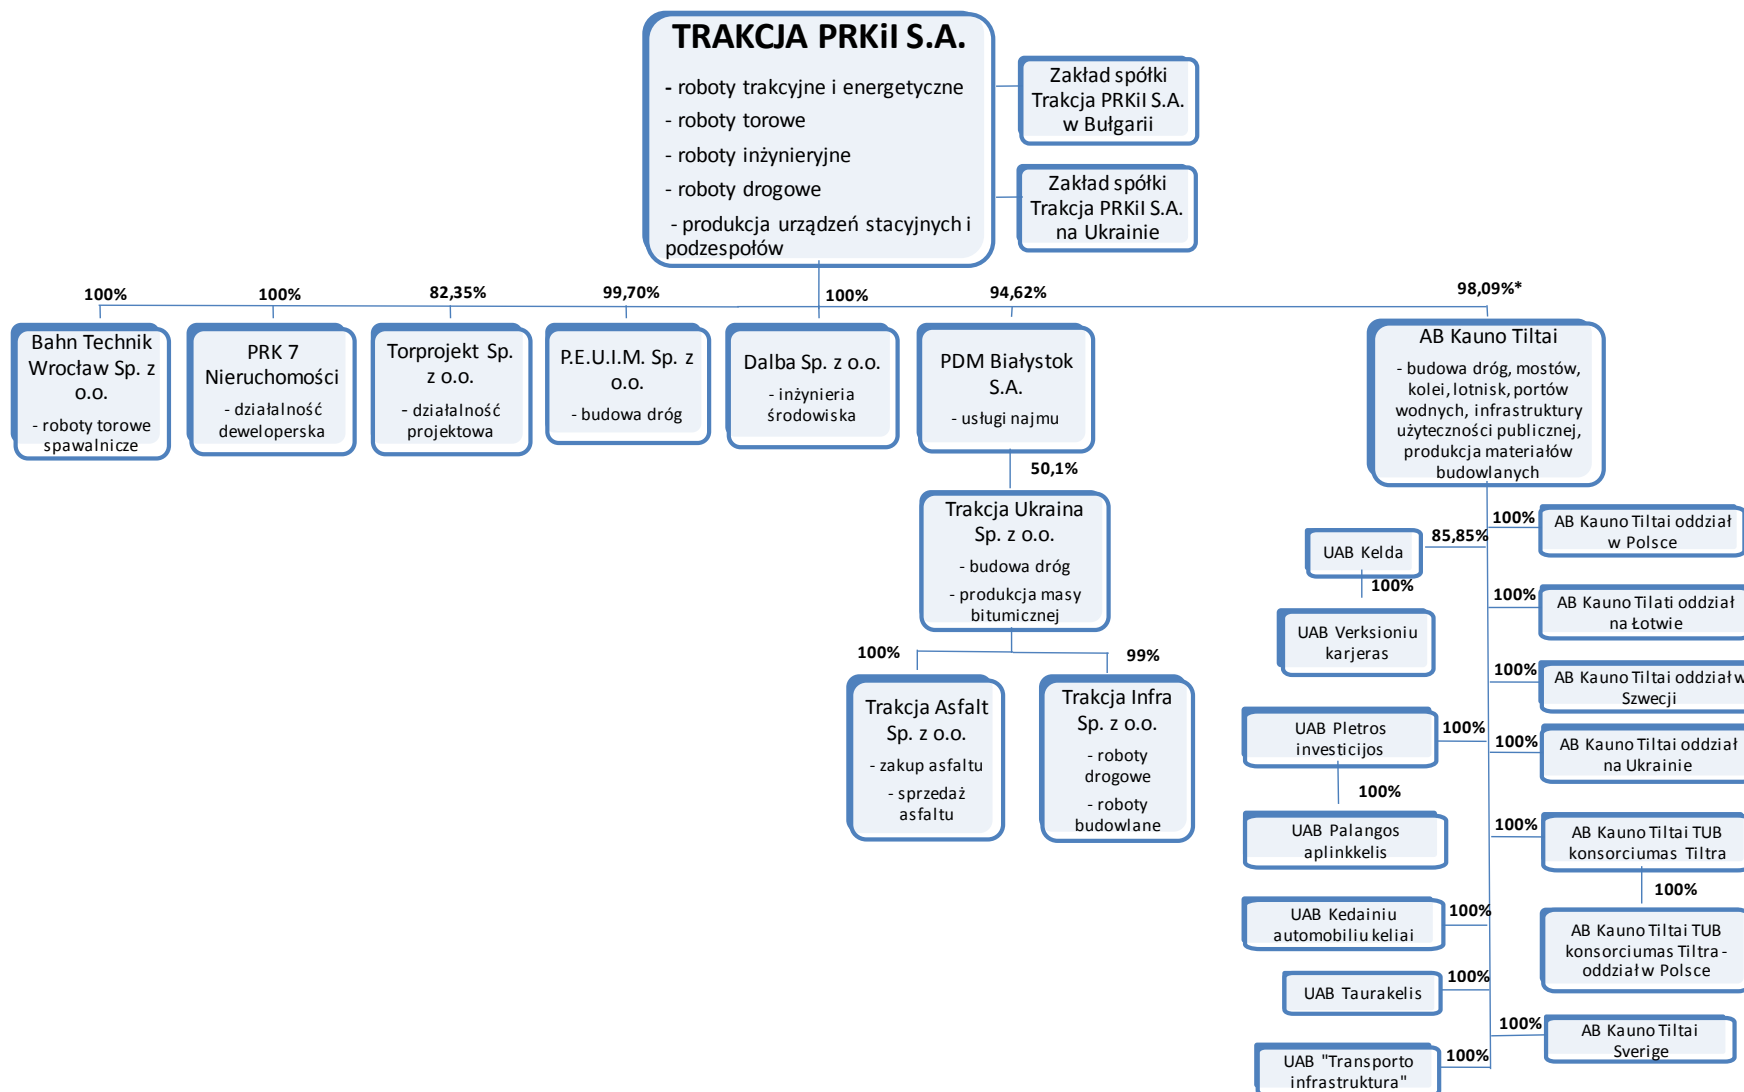 TRAKCJA PRKiI S.A.
- roboty trakcyjne i energetyczne
- roboty torowe
- roboty inżynieryjne
- roboty drogowe
- produkcja urządzeń stacyjnych i
podzespołów
Zakład spółki
Trakcja PRKiI S.A.
w Bułgarii
Zakład spółki
Trakcja PRKiI S.A.
na Ukrainie
100%
100%
82,35%
99,70%
100%
94,62%
98,09%*
Bahn Technik
Wrocław Sp. z
o.o.
- roboty torowe
spawalnicze
PRK 7
Nieruchomości
- działalność
deweloperska
Torprojekt Sp.
z o.o.
- działalność
projektowa
P.E.U.I.M. Sp. z
o.o.
- budowa dróg
Dalba Sp. z o.o.
- inżynieria
środowiska
PDM Białystok
S.A.
- usługi najmu
AB Kauno Tiltai
- budowa dróg, mostów,
kolei, lotnisk, portów
wodnych, infrastruktury
użyteczności publicznej,
produkcja materiałów
budowlanych
50,1%
Trakcja Ukraina
Sp. z o.o.
- budowa dróg
- produkcja masy
bitumicznej
100%
99%
Trakcja Asfalt
Sp. z o.o.
- zakup asfaltu
- sprzedaż
asfaltu
Trakcja Infra
Sp. z o.o.
- roboty
drogowe
- roboty
budowlane
85,85%
UAB Kelda
100%
UAB Verksioniu
karjeras
100%
UAB Pletros
investicijos
100%
UAB Palangos
aplinkkelis
100%
UAB Kedainiu
automobiliu keliai
100%
UAB Taurakelis
100%
UAB "Transporto
infrastruktura"
100%
AB Kauno Tiltai oddział
w Polsce
100%
AB Kauno Tilati oddział
na Łotwie
100%
AB Kauno Tiltai oddział w
Szwecji
100%
AB Kauno Tiltai oddział
na Ukrainie
100%
AB Kauno Tiltai TUB
konsorciumas Tiltra
100%
AB Kauno Tiltai TUB
konsorciumas Tiltra -
oddział w Polsce
100%
AB Kauno Tiltai
Sverige